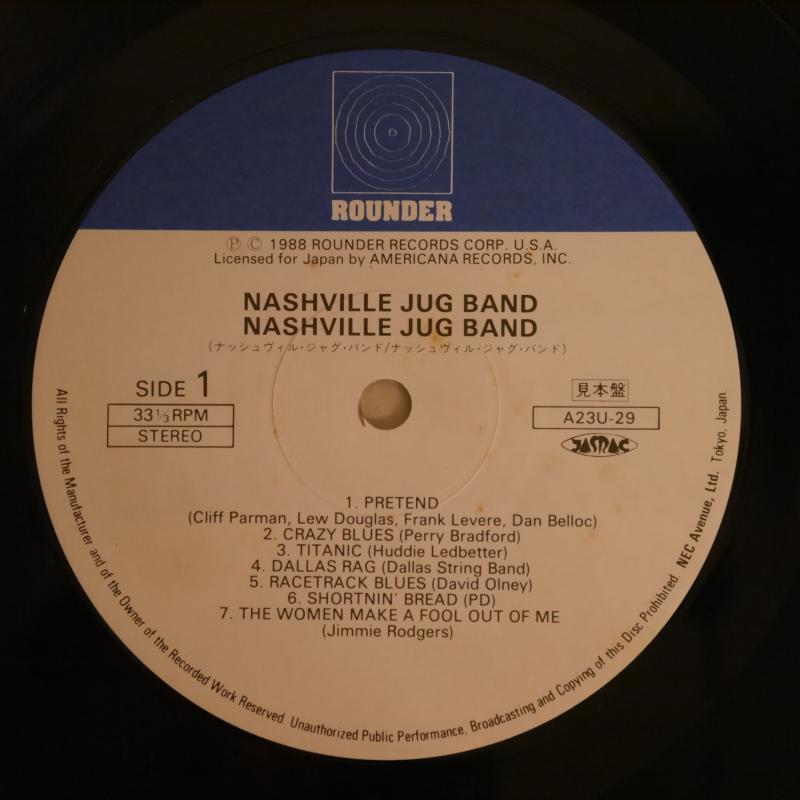 ROUNDER
Ⓟ © 1988 ROUNDER RECORDS CORP. U.S.A.
Licensed for Japan by AMERICANA RECORDS, INC.
NASHVILLE JUG BAND
NASHVILLE JUG BAND
(ナッシュヴィル・ジャグ・バンド/ナッシュヴィル・ジャグ・バンド)
SIDE 1
33⅓RPM
STEREO
見本盤
A23U-29
JASRAC
1. PRETEND
(Cliff Parman, Lew Douglas, Frank Levere, Dan Belloc)
2. CRAZY BLUES (Perry Bradford)
3. TITANIC (Huddie Ledbetter)
4. DALLAS RAG (Dallas String Band)
5. RACETRACK BLUES (David Olney)
6. SHORTNIN' BREAD (PD)
7. THE WOMEN MAKE A FOOL OUT OF ME
(Jimmie Rodgers)
All Rights of the Manufacturer and of the Owner of the Recorded Work Reserved. Unauthorized Public Performance, Broadcasting and Copying of this Disc Prohibited. NEC Avenue, Ltd. Tokyo, Japan.